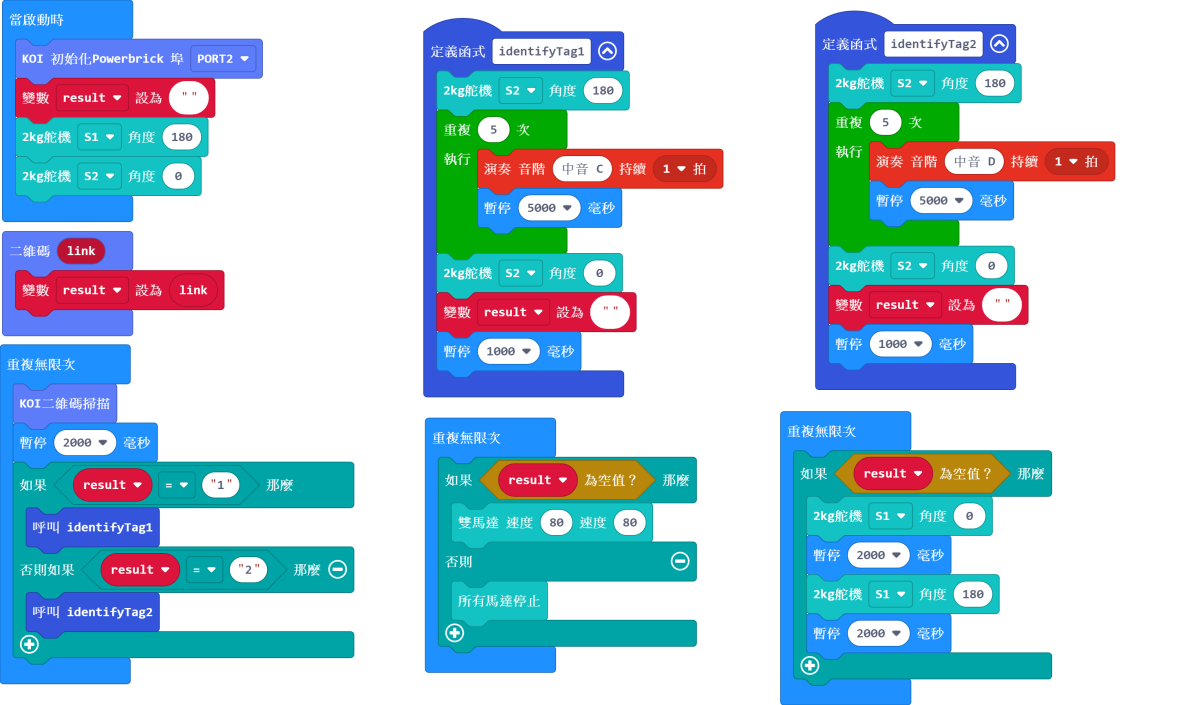 當啟動時
KOI 初始化Powerbrick 埠 PORT2
變數 result 設為 " "
2kg舵機 S1 角度 180
2kg舵機 S2 角度 0
二維碼 link
變數 result 設為 link
重複無限次
KOI二維碼掃描
暫停 2000 毫秒
如果 result = "1" 那麼
呼叫 identifyTag1
否則如果 result = "2" 那麼
呼叫 identifyTag2
定義函式 identifyTag1
2kg舵機 S2 角度 180
重複 5 次
執行
演奏 音階 中音 C 持續 1 拍
暫停 5000 毫秒
2kg舵機 S2 角度 0
變數 result 設為 " "
暫停 1000 毫秒
重複無限次
如果 result 為空值？ 那麼
雙馬達 速度 80 速度 80
否則
所有馬達停止
定義函式 identifyTag2
2kg舵機 S2 角度 180
重複 5 次
執行
演奏 音階 中音 D 持續 1 拍
暫停 5000 毫秒
2kg舵機 S2 角度 0
變數 result 設為 " "
暫停 1000 毫秒
重複無限次
如果 result 為空值？ 那麼
2kg舵機 S1 角度 0
暫停 2000 毫秒
2kg舵機 S1 角度 180
暫停 2000 毫秒